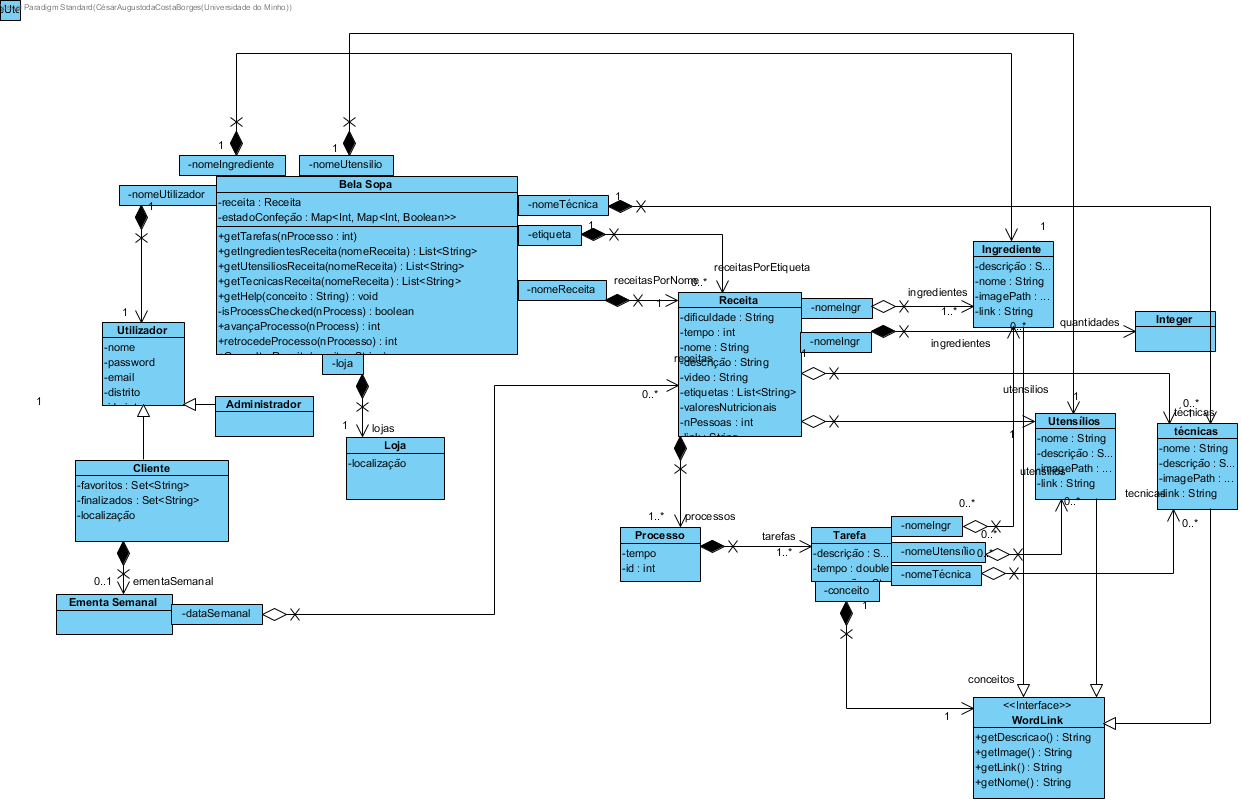 Paradigm Standard(CésarAugustodaCostaBorges(Universidade do Minho))
1
1
-nomeIngrediente
-nomeUtensilio
-nomeUtilizador
1
Bela Sopa
-receita : Receita
-estadoConfeção : Map<Int, Map<Int, Boolean>>
+getTarefas(nProcesso : int)
+getIngredientesReceita(nomeReceita) : List<String>
+getUtensiliosReceita(nomeReceita) : List<String>
+getTecnicasReceita(nomeReceita) : List<String>
+getHelp(conceito : String) : void
-isProcessChecked(nProcess) : boolean
+avançaProcesso(nProcess) : int
+retrocedeProcesso(nProcesso) : int
-nomeTécnica
1
-etiqueta
1
-nomeReceita
receitasPorNome
1
receitasPorEtiqueta
0..*
-loja
1
lojas
Loja
-localização
1
Utilizador
-nome
-password
-email
-distrito
Administrador
1
Cliente
-favoritos : Set<String>
-finalizados : Set<String>
-localização
0..1
ementaSemanal
Ementa Semanal
-dataSemanal
receitas
0..*
Receita
-dificuldade : String
-tempo : int
-nome : String
-descrição : String
-video : String
-etiquetas : List<String>
-valoresNutricionais
-nPessoas : int
-link : String
-nomeIngr
-nomeIngr
1
ingredientes
1..*
ingredientes
quantidades
1
Ingrediente
-descrição : S...
-nome : String
-imagePath : ...
-link : String
0..*
Integer
utensilios
1
1
Utensílios
-nome : String
-descrição : S...
-imagePath : ...
-link : String
utensilios
0..*
0..*
técnicas
técnicas
-nome : String
-descrição : S...
-imagePath : ...
-link : String
tecnicas
0..*
1..*
processos
Processo
-tempo
-id : int
tarefas
1..*
Tarefa
-descrição : S...
-tempo : double
-nomeIngr
0..*
0..*
-nomeUtensílio
0..*
-nomeTécnica
-conceito
1
conceitos
1
<<Interface>>
WordLink
+getDescricao() : String
+getImage() : String
+getLink() : String
+getNome() : String